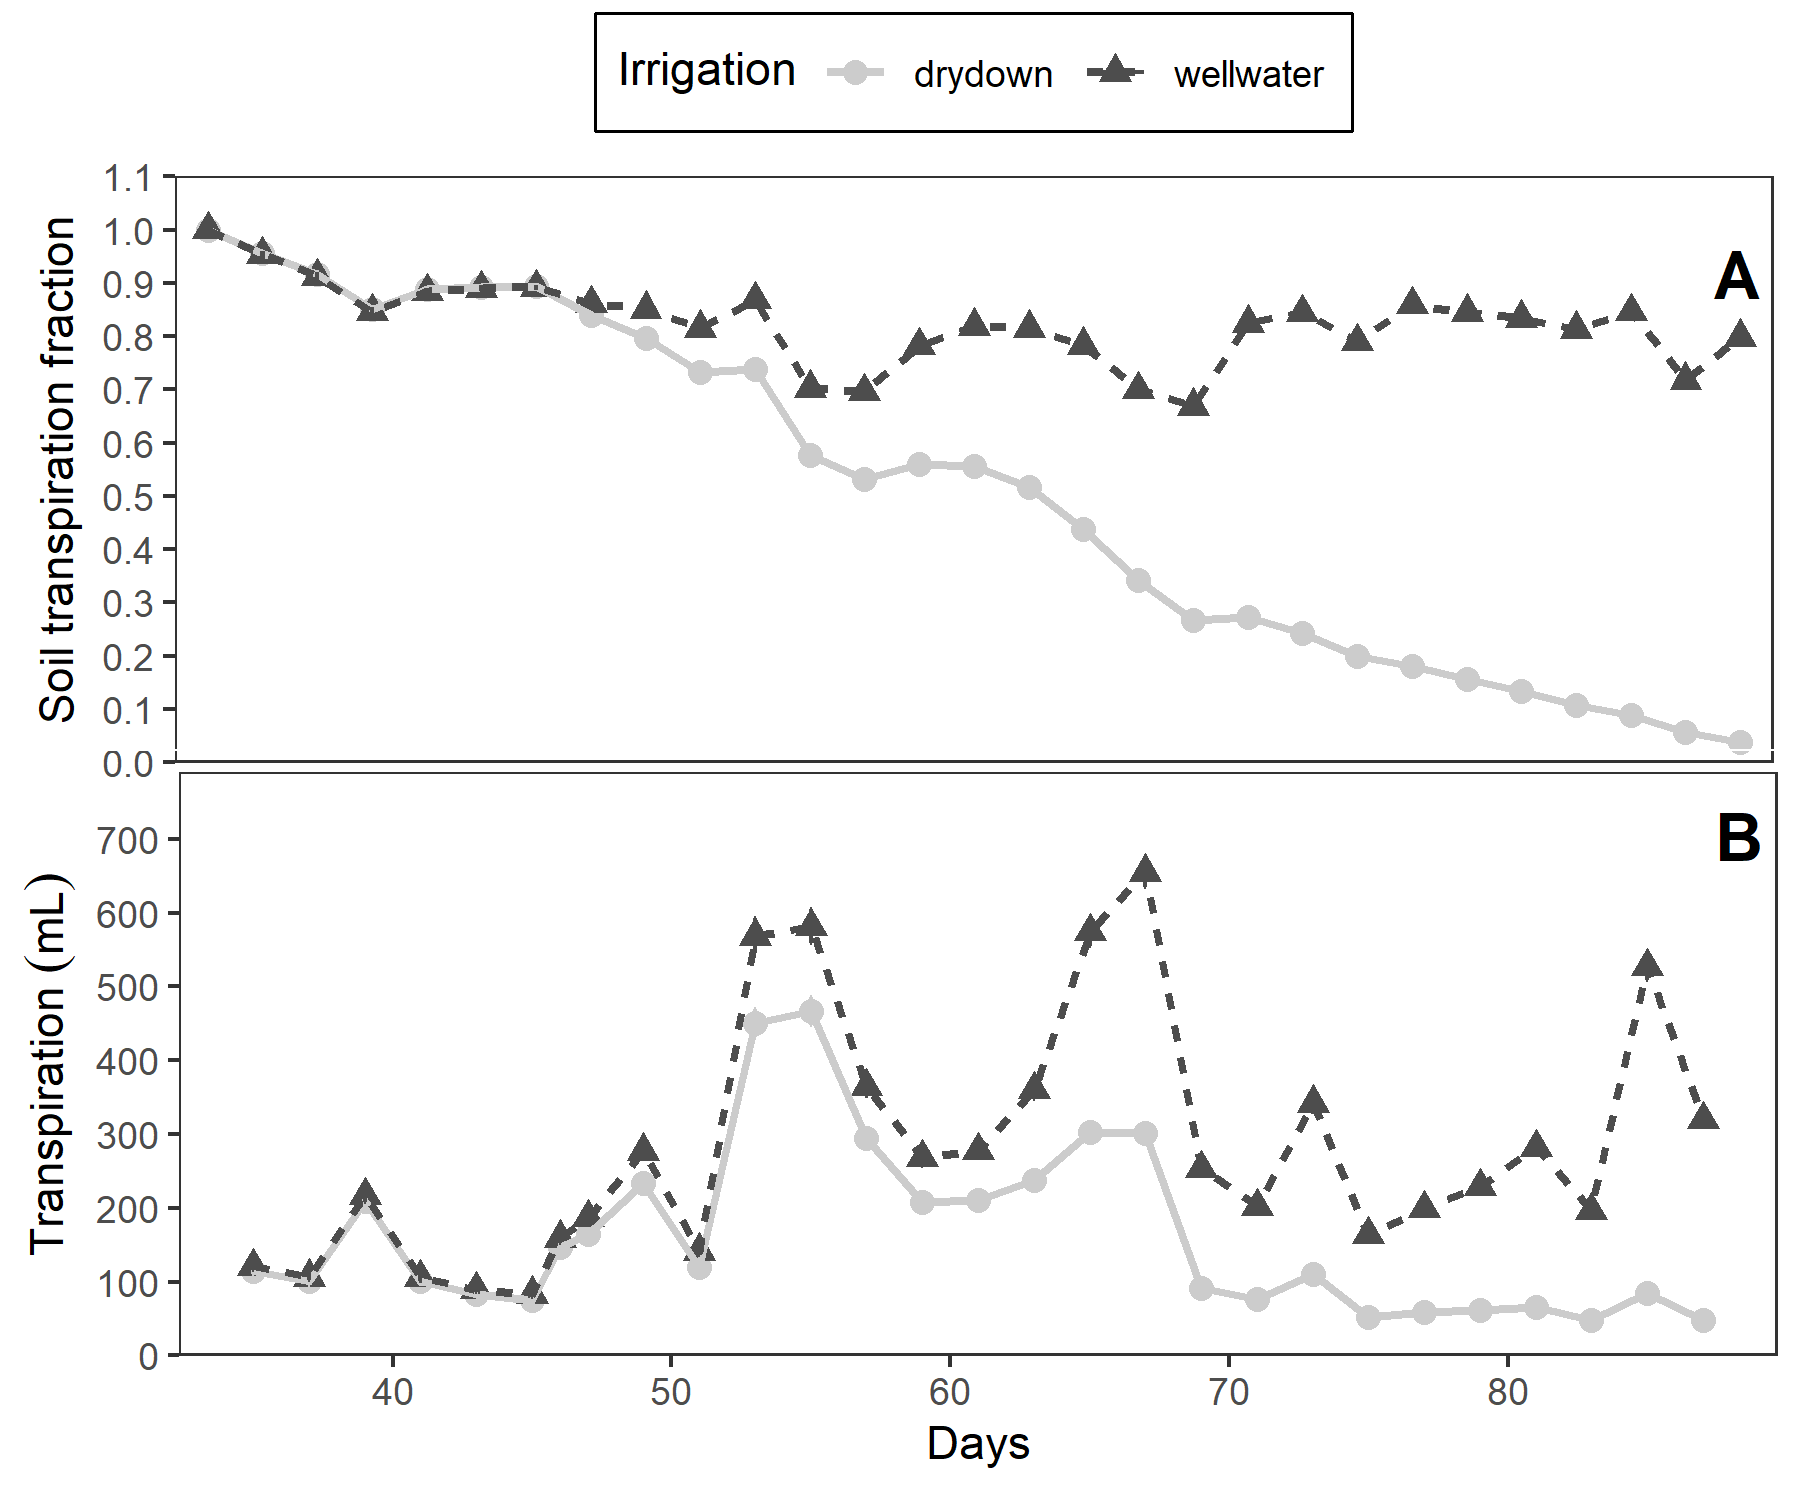 Irrigation drydown wellwater
Soil transpiration fraction
1.1
1.0
0.9
0.8
0.7
0.6
0.5
0.4
0.3
0.2
0.1
0.0
A
Transpiration (mL)
700
600
500
400
300
200
100
0
B
40 50 60 70 80
Days